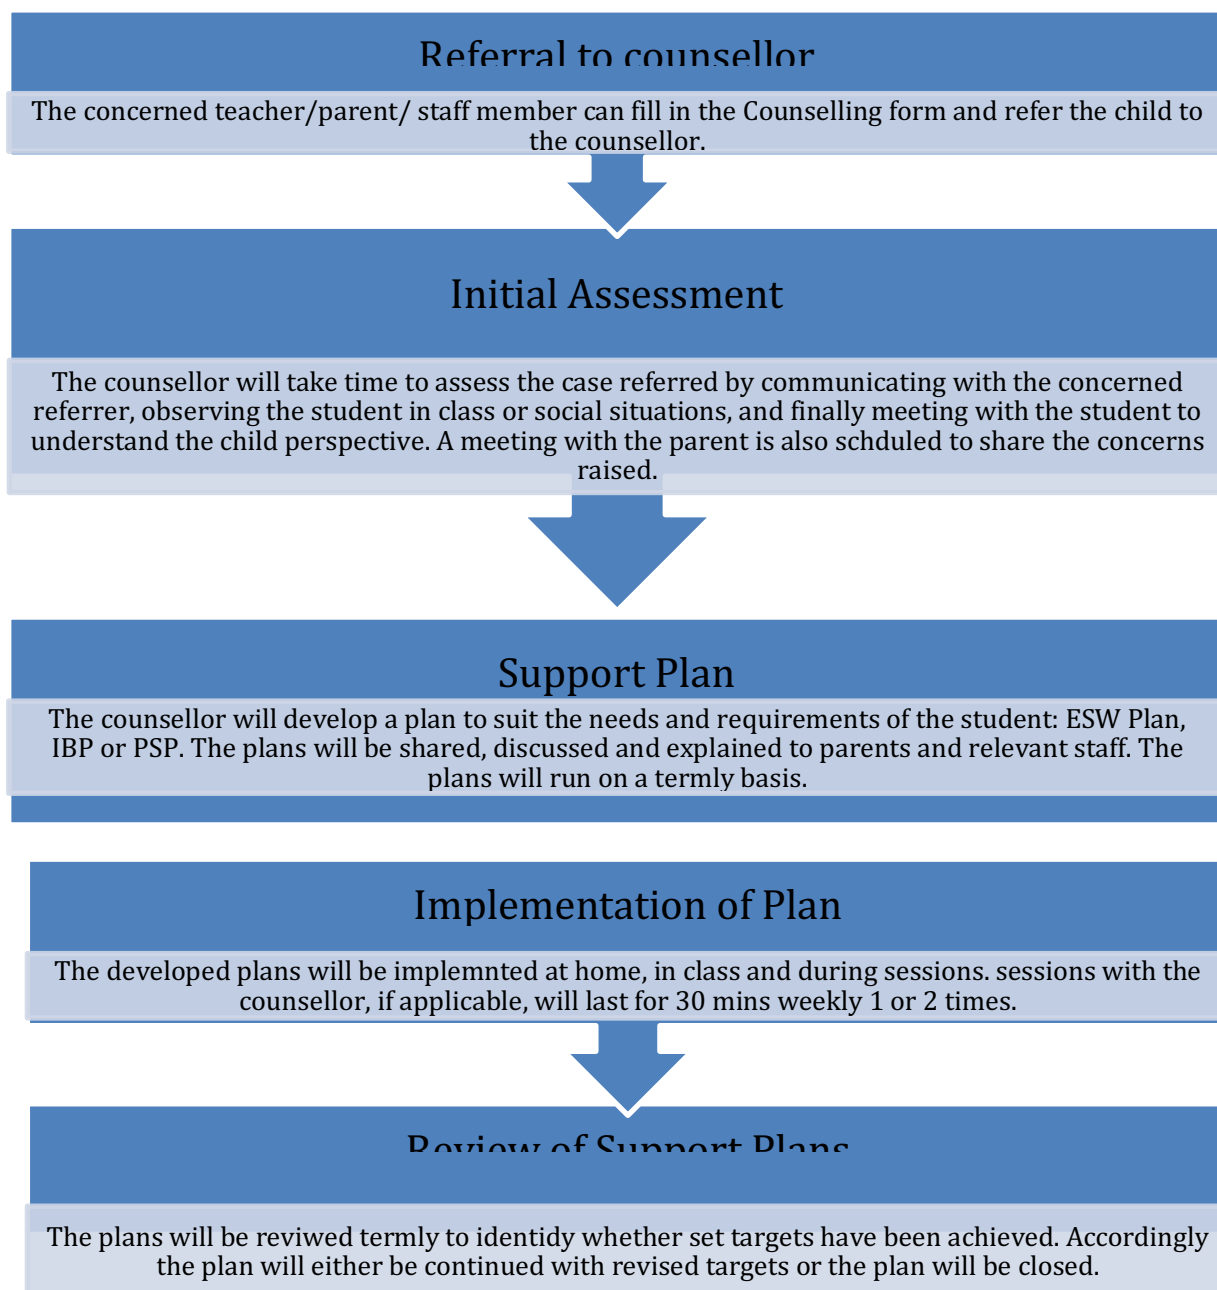 Referral to counsellor
The concerned teacher/parent/ staff member can fill in the Counselling form and refer the child to
the counsellor.
Initial Assessment
The counsellor will take time to assess the case referred by communicating with the concerned
referrer, observing the student in class or social situations, and finally meeting with the student to
understand the child perspective. A meeting with the parent is also schduled to share the concerns
raised.
Support Plan
The counsellor will develop a plan to suit the needs and requirements of the student: ESW Plan,
IBP or PSP. The plans will be shared, discussed and explained to parents and relevant staff. The
plans will run on a termly basis.
Implementation of Plan
The developed plans will be implemnted at home, in class and during sessions. sessions with the
counsellor, if applicable, will last for 30 mins weekly 1 or 2 times.
Review of Support Plans
The plans will be reviwed termly to identidy whether set targets have been achieved. Accordingly
the plan will either be continued with revised targets or the plan will be closed.